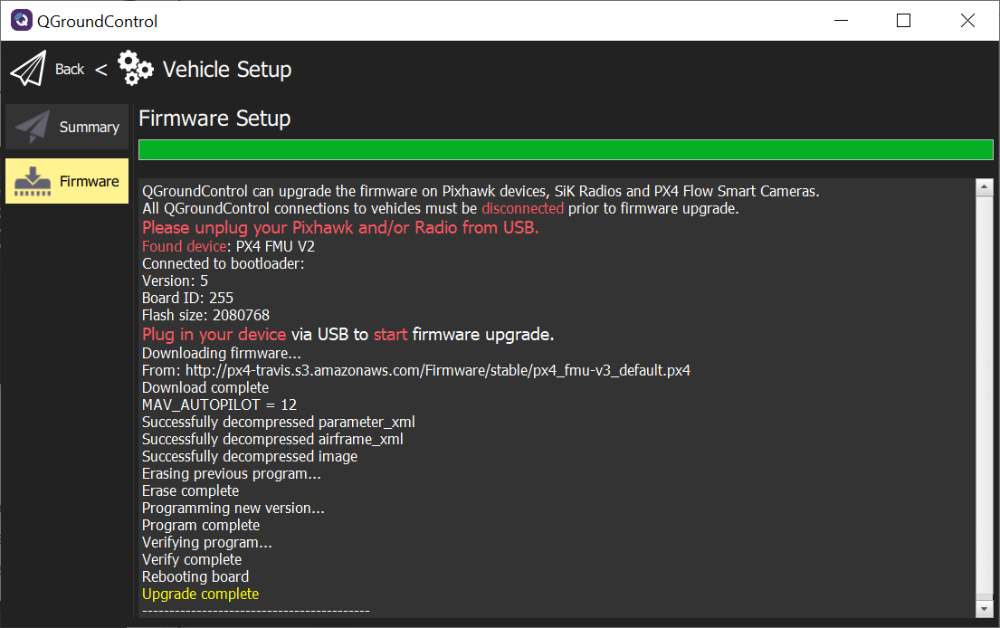 QGroundControl
Back < Vehicle Setup
Summary
Firmware
Firmware Setup
QGroundControl can upgrade the firmware on Pixhawk devices, SiK Radios and PX4 Flow Smart Cameras.
All QGroundControl connections to vehicles must be disconnected prior to firmware upgrade.
Please unplug your Pixhawk and/or Radio from USB.
Found device: PX4 FMU V2
Connected to bootloader:
Version: 5
Board ID: 255
Flash size: 2080768
Plug in your device via USB to start firmware upgrade.
Downloading firmware...
From: http://px4-travis.s3.amazonaws.com/Firmware/stable/px4_fmu-v3_default.px4
Download complete
MAV_AUTOPILOT = 12
Successfully decompressed parameter_xml
Successfully decompressed airframe_xml
Successfully decompressed image
Erasing previous program...
Erase complete
Programming new version...
Program complete
Verifying program...
Verify complete
Rebooting board
Upgrade complete
------------------------------------------